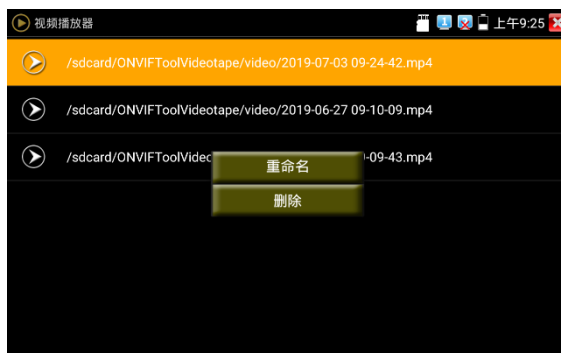 视频播放器
上午9:25
/sdcard/ONVIFToolVideotape/video/2019-07-03 09-24-42.mp4
/sdcard/ONVIFToolVideotape/video/2019-06-27 09-10-09.mp4
/sdcard/ONVIFToolVideo -09-43.mp4
重命名
删除